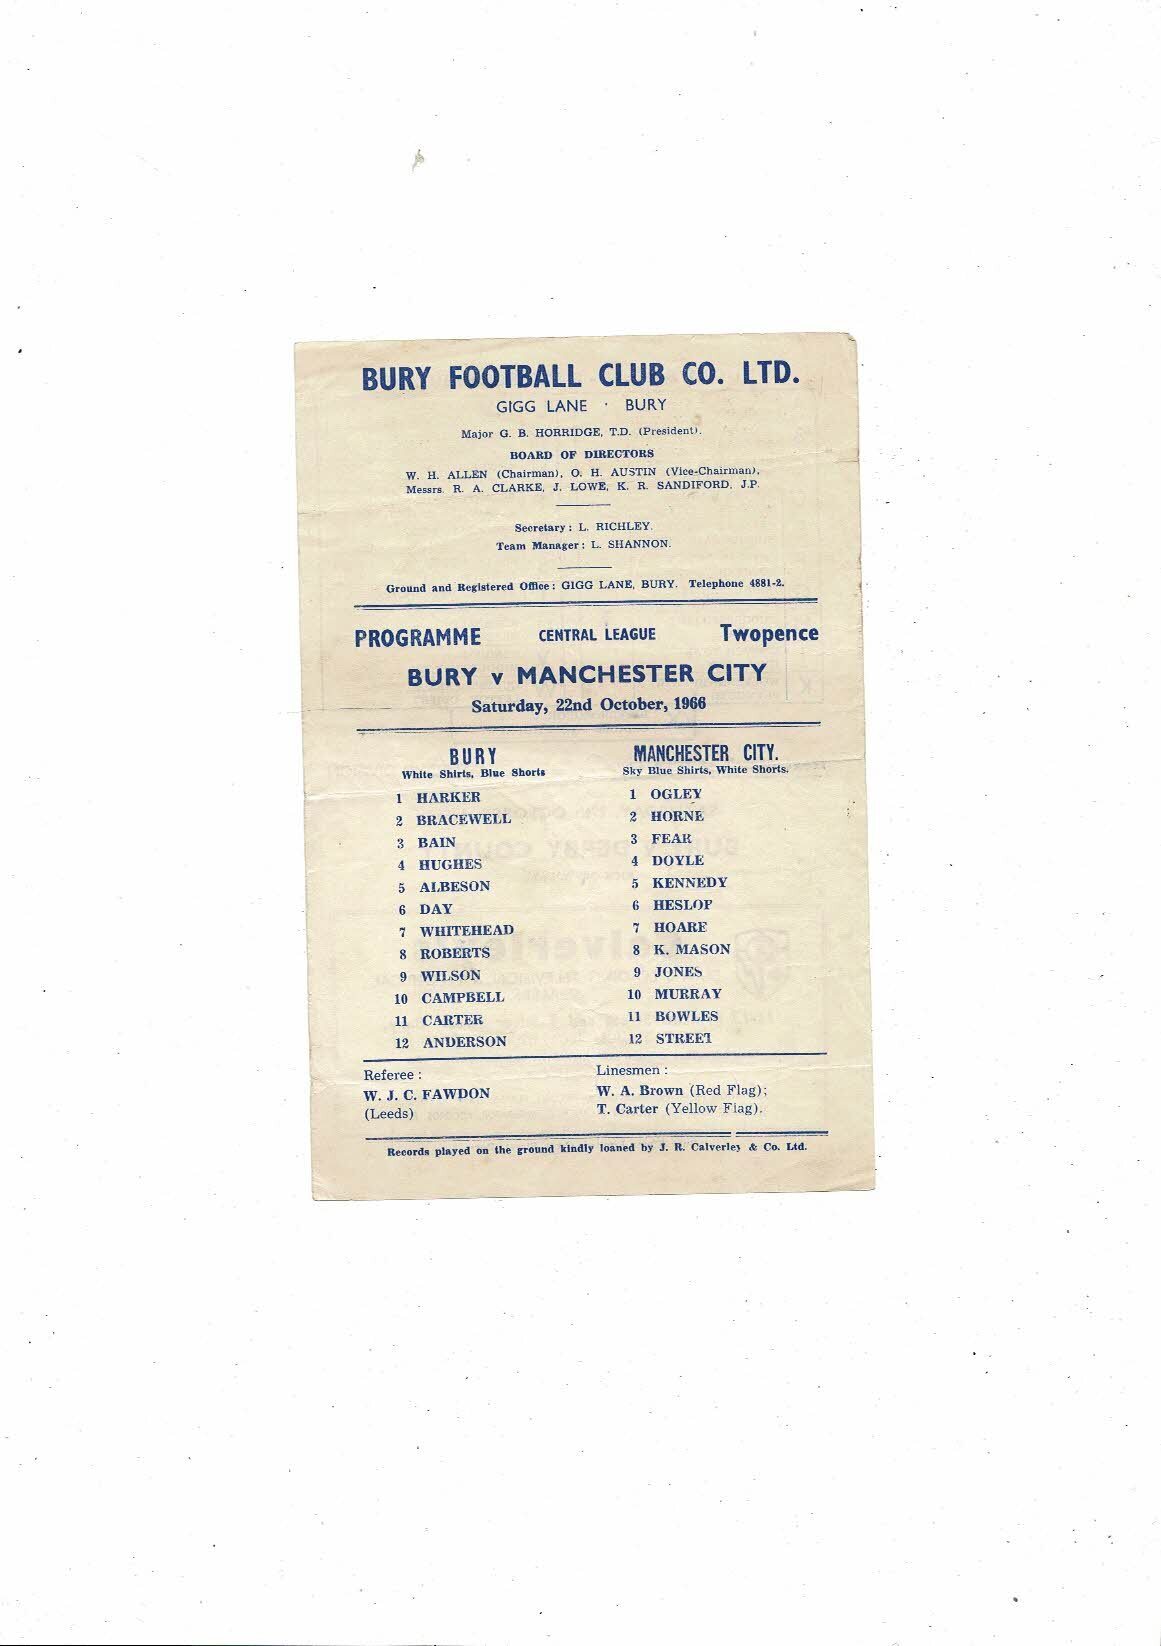 BURY FOOTBALL CLUB CO. LTD.
GIGG LANE · BURY
Major G. B. HORRIDGE, T.D. (President).
BOARD OF DIRECTORS
W. H. ALLEN (Chairman), O. H. AUSTIN (Vice-Chairman),
Messrs. R. A. CLARKE, J. LOWE, K. R. SANDIFORD, J.P.
Secretary: L. RICHLEY.
Team Manager: L. SHANNON.
Ground and Registered Office: GIGG LANE, BURY. Telephone 4881-2.
PROGRAMME CENTRAL LEAGUE Twopence
BURY v MANCHESTER CITY
Saturday, 22nd October, 1966
BURY
White Shirts, Blue Shorts
1 HARKER
2 BRACEWELL
3 BAIN
4 HUGHES
5 ALBESON
6 DAY
7 WHITEHEAD
8 ROBERTS
9 WILSON
10 CAMPBELL
11 CARTER
12 ANDERSON
MANCHESTER CITY.
Sky Blue Shirts, White Shorts.
1 OGLEY
2 HORNE
3 FEAR
4 DOYLE
5 KENNEDY
6 HESLOP
7 HOARE
8 K. MASON
9 JONES
10 MURRAY
11 BOWLES
12 STREET
Referee :
W. J. C. FAWDON
(Leeds)
Linesmen :
W. A. Brown (Red Flag);
T. Carter (Yellow Flag).
Records played on the ground kindly loaned by J. R. Calverley & Co. Ltd.